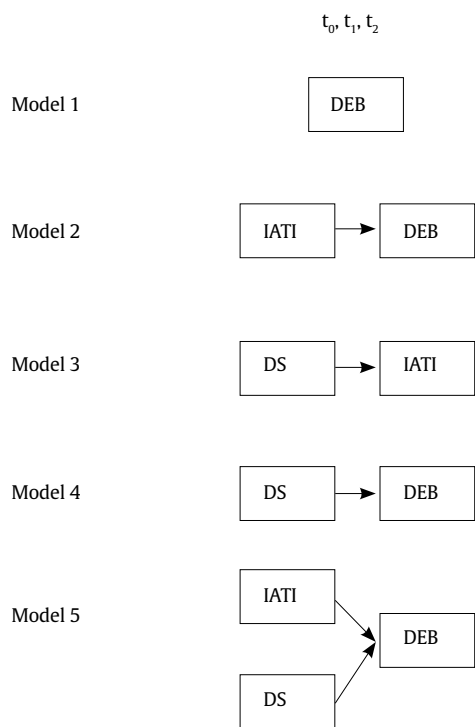 t0, t1, t2
Model 1
DEB
Model 2
IATI
DEB
Model 3
DS
IATI
Model 4
DS
DEB
Model 5
IATI
DEB
DS